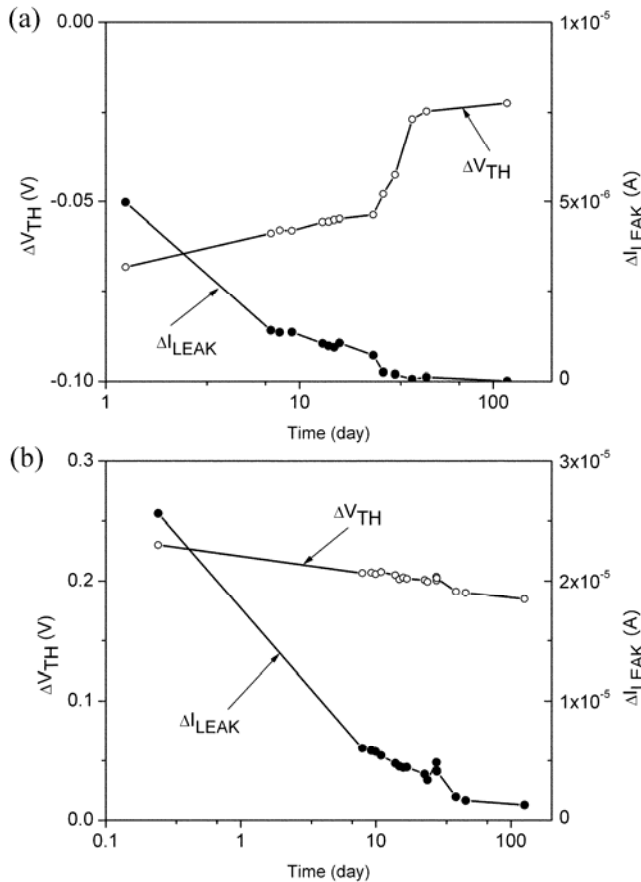 (a)
0.00
-0.05
-0.10
ΔV_TH (V)
1x10^-5
5x10^-6
0
ΔI_LEAK (A)
ΔV_TH
ΔI_LEAK
1 10 100
Time (day)
(b)
0.3
0.2
0.1
0.0
ΔV_TH (V)
3x10^-5
2x10^-5
1x10^-5
0
ΔI_LEAK (A)
ΔV_TH
ΔI_LEAK
0.1 1 10 100
Time (day)